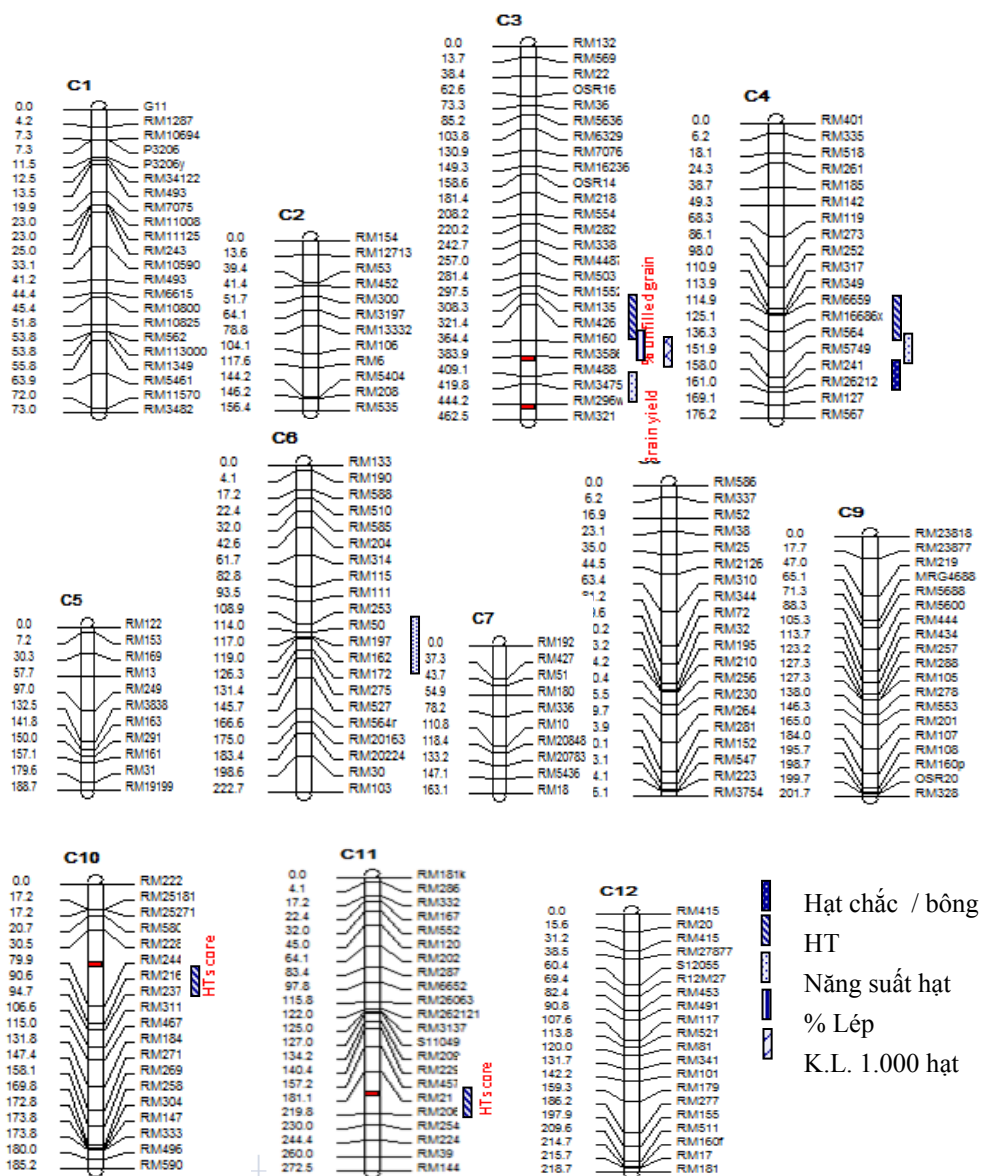 C1
0.0 G11
4.2 RM1287
7.3 RM10694
7.3 P3206
11.5 P3206y
12.5 RM34122
13.5 RM493
19.9 RM7075
23.0 RM11008
23.0 RM11125
25.0 RM243
33.1 RM10590
41.2 RM493
44.4 RM6615
45.4 RM10800
51.8 RM10825
53.8 RM562
53.8 RM113000
55.8 RM1349
63.9 RM5461
72.0 RM11570
73.0 RM3482
C2
0.0 RM154
13.6 RM12713
39.4 RM53
41.4 RM452
51.7 RM300
64.1 RM3197
78.8 RM13332
104.1 RM106
117.6 RM6
144.2 RM5404
146.2 RM208
156.4 RM535
C3
0.0 RM132
13.7 RM569
38.4 RM22
62.6 OSR16
73.3 RM36
85.2 RM5636
103.8 RM6329
130.9 RM7076
149.3 RM16236
158.6 OSR14
181.4 RM218
208.2 RM554
220.2 RM282
242.7 RM338
257.0 RM4487
281.4 RM503
297.5 RM1552
308.3 RM135
321.4 RM426
364.4 RM160
383.9 RM3586
409.1 RM488
419.8 RM3475
444.2 RM296w
462.5 RM321
% unfilled grain
grain yield
C4
0.0 RM401
6.2 RM335
18.1 RM518
24.3 RM261
38.7 RM185
49.3 RM142
68.3 RM119
86.1 RM273
98.0 RM252
110.9 RM317
113.9 RM349
114.9 RM6659
125.1 RM16686x
136.3 RM564
151.9 RM5749
158.0 RM241
161.0 RM26212
169.1 RM127
176.2 RM567
C5
0.0 RM122
7.2 RM153
30.3 RM169
57.7 RM13
97.0 RM249
132.5 RM3838
141.8 RM163
150.0 RM291
157.1 RM161
179.6 RM31
188.7 RM19199
C6
0.0 RM133
4.1 RM190
17.2 RM588
22.4 RM510
32.0 RM585
42.6 RM204
61.7 RM314
82.8 RM115
93.5 RM111
108.9 RM253
114.0 RM50
117.0 RM197
119.0 RM162
126.3 RM172
131.4 RM275
145.7 RM527
166.6 RM564r
175.0 RM20163
183.4 RM20224
198.6 RM30
222.7 RM103
C7
0.0 RM192
37.3 RM427
43.7 RM51
54.9 RM180
78.2 RM336
110.8 RM10
118.4 RM20848
133.2 RM20783
147.1 RM5436
163.1 RM18
0.0 RM586
6.2 RM337
16.9 RM52
23.1 RM38
35.0 RM25
44.5 RM2126
63.4 RM310
RM344
RM72
RM32
RM195
RM210
RM256
RM230
RM264
RM281
RM152
RM547
RM223
RM3754
C9
0.0 RM23818
17.7 RM23877
47.0 RM219
65.1 MRG4688
71.3 RM5688
88.3 RM5600
105.3 RM444
113.7 RM434
123.2 RM257
127.3 RM288
127.3 RM105
138.0 RM278
146.3 RM553
165.0 RM201
184.0 RM107
195.7 RM108
198.7 RM160p
199.7 OSR20
201.7 RM328
C10
0.0 RM222
17.2 RM25181
17.2 RM25271
20.7 RM580
30.5 RM228
79.9 RM244
90.6 RM216
94.7 RM237
106.6 RM311
115.0 RM467
131.8 RM184
147.4 RM271
158.1 RM269
169.8 RM258
172.8 RM304
173.8 RM147
173.8 RM333
180.0 RM496
185.2 RM590
HTs core
C11
0.0 RM181k
4.1 RM286
17.2 RM332
22.4 RM167
32.0 RM552
45.0 RM120
64.1 RM202
83.4 RM287
97.8 RM6652
115.8 RM26063
122.0 RM262121
125.0 RM3137
127.0 S11049
134.2 RM209
140.4 RM229
157.2 RM457
181.1 RM21
219.8 RM206
230.0 RM254
244.4 RM224
260.0 RM39
272.5 RM144
HTs core
C12
0.0 RM415
15.6 RM20
31.2 RM415
38.5 RM27877
60.4 S12055
69.4 R12M27
82.4 RM453
90.8 RM491
107.6 RM117
113.8 RM521
120.0 RM81
131.7 RM341
142.2 RM101
159.3 RM179
186.2 RM277
197.9 RM155
209.6 RM511
214.7 RM160f
215.7 RM17
218.7 RM181
Hạt chắc / bông
HT
Năng suất hạt
% Lép
K.L. 1.000 hạt